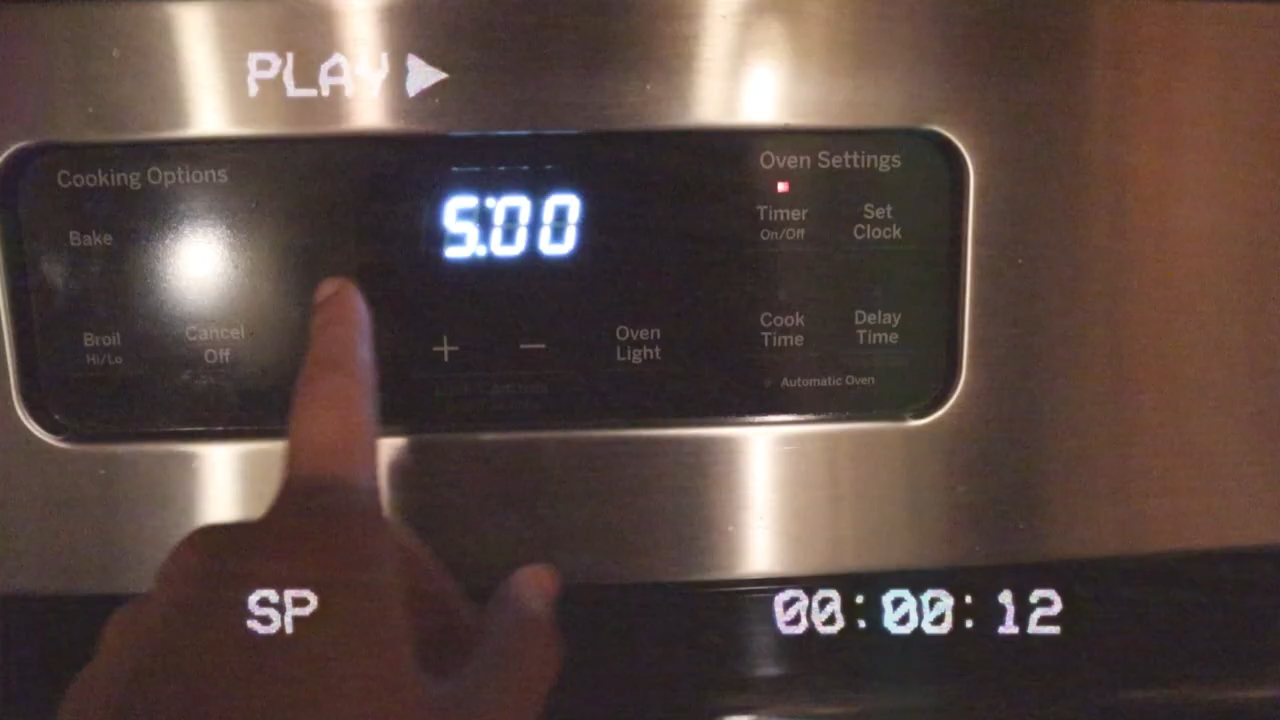 PLAY
Cooking Options
Oven Settings
5:00
Bake
Timer
On/Off
Set
Clock
Broil
Hi/Lo
Cancel
Off
+
−
Oven
Light
Cook
Time
Delay
Time
Automatic Oven
SP
00:00:12